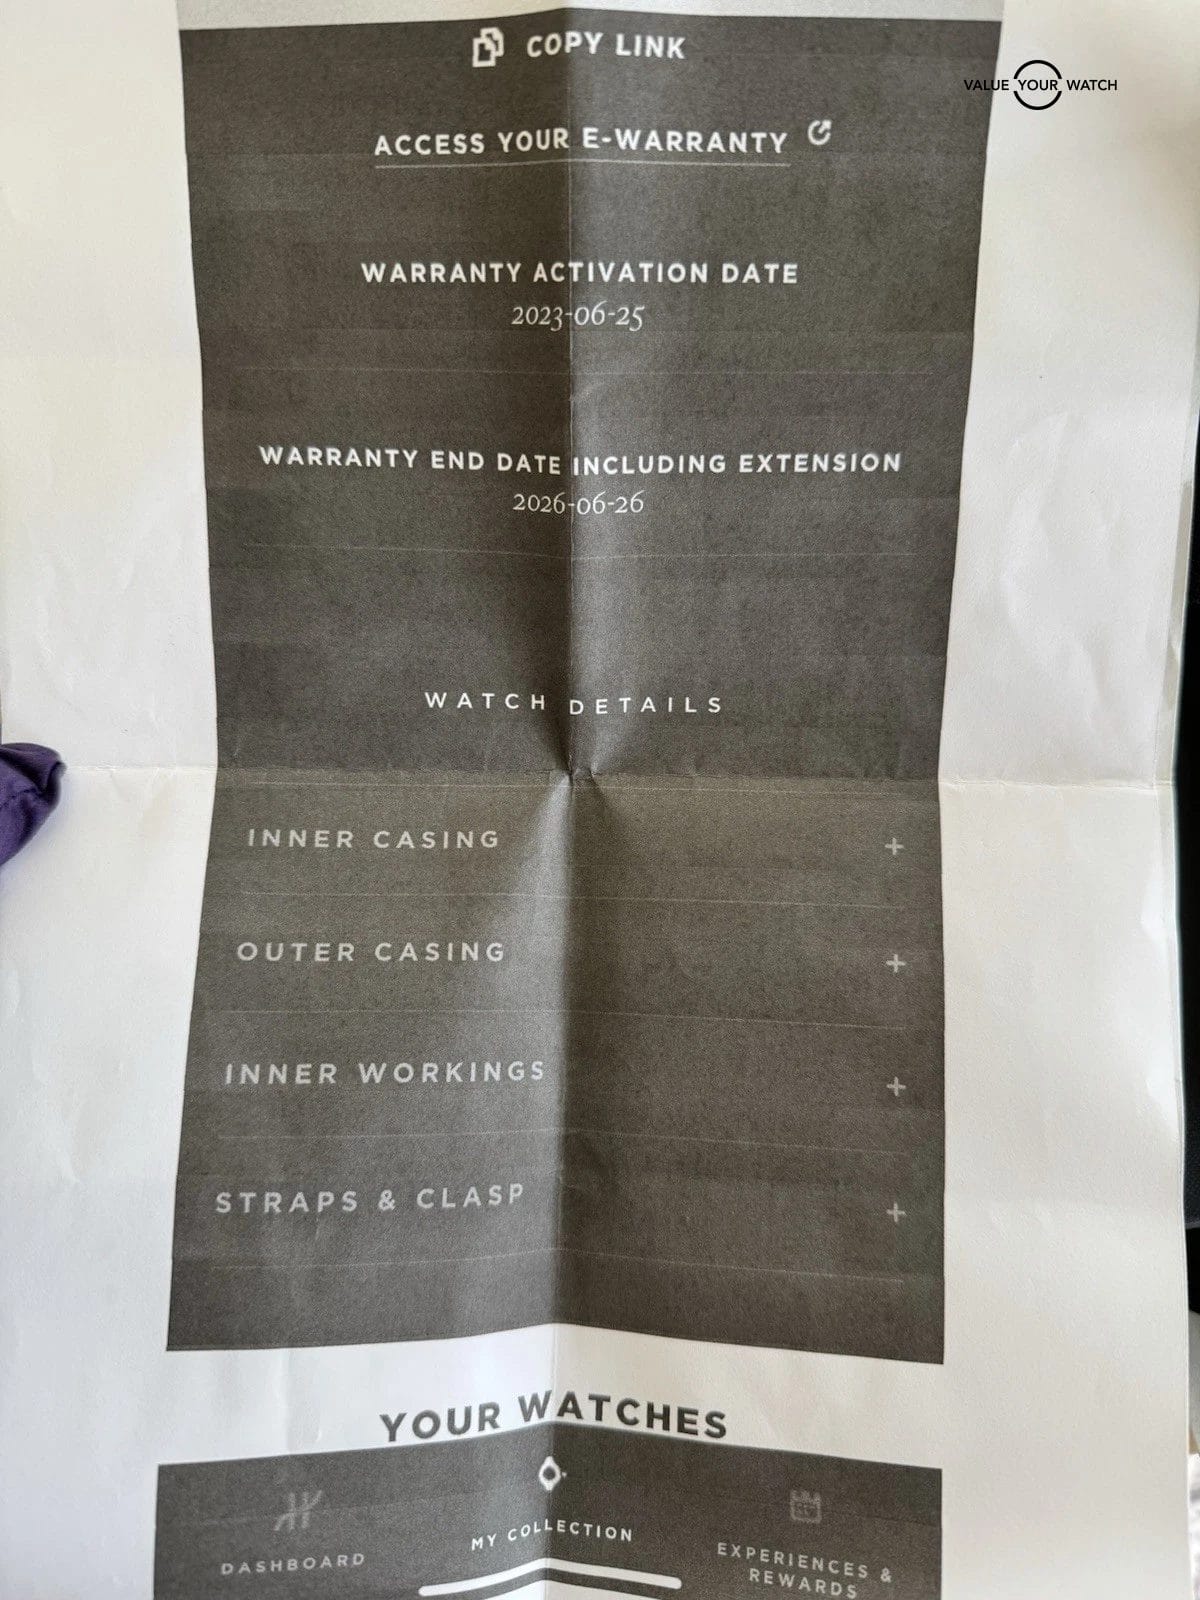 COPY LINK
VALUE YOUR WATCH
ACCESS YOUR E-WARRANTY
WARRANTY ACTIVATION DATE
2023-06-25
WARRANTY END DATE INCLUDING EXTENSION
2026-06-26
WATCH DETAILS
INNER CASING +
OUTER CASING +
INNER WORKINGS +
STRAPS & CLASP +
YOUR WATCHES
DASHBOARD
MY COLLECTION
EXPERIENCES &
REWARDS